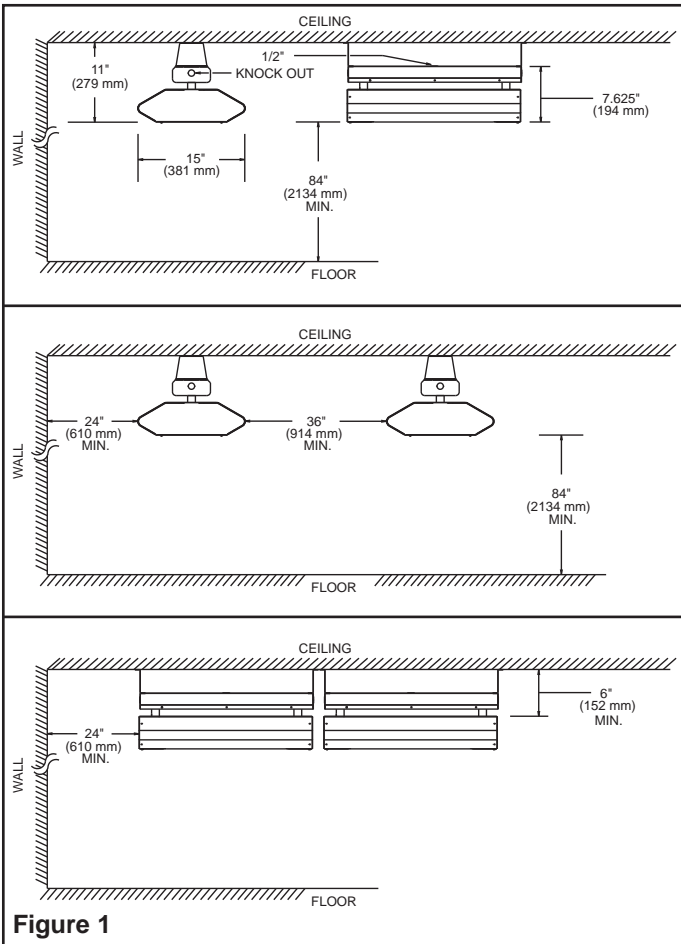 CEILING
1/2"
KNOCK OUT
11"
(279 mm)
7.625"
(194 mm)
WALL
15"
(381 mm)
84"
(2134 mm)
MIN.
FLOOR
CEILING
24"
(610 mm)
MIN.
36"
(914 mm)
MIN.
WALL
84"
(2134 mm)
MIN.
FLOOR
CEILING
6"
(152 mm)
MIN.
24"
(610 mm)
MIN.
WALL
FLOOR
Figure 1